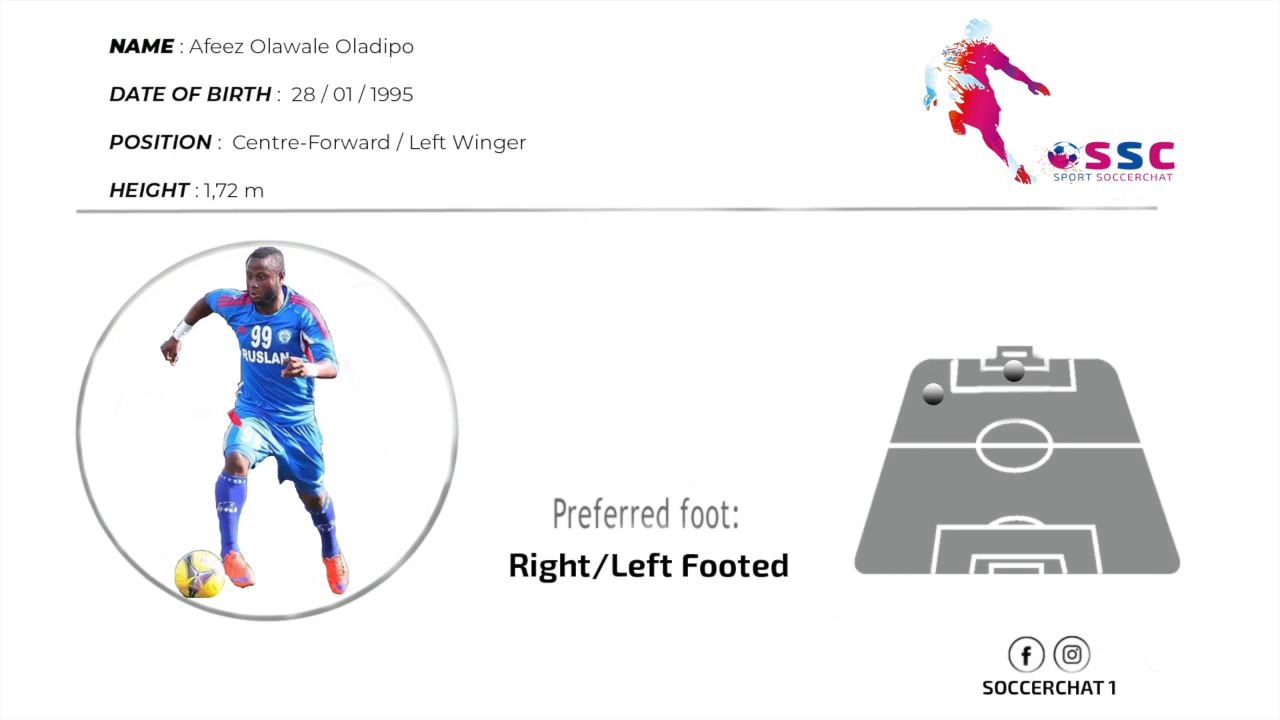 NAME : Afeez Olawale Oladipo
DATE OF BIRTH : 28 / 01 / 1995
POSITION : Centre-Forward / Left Winger
HEIGHT : 1,72 m
SSC
SPORT SOCCERCHAT
99
RUSLAN
Preferred foot:
Right/Left Footed
SOCCERCHAT 1